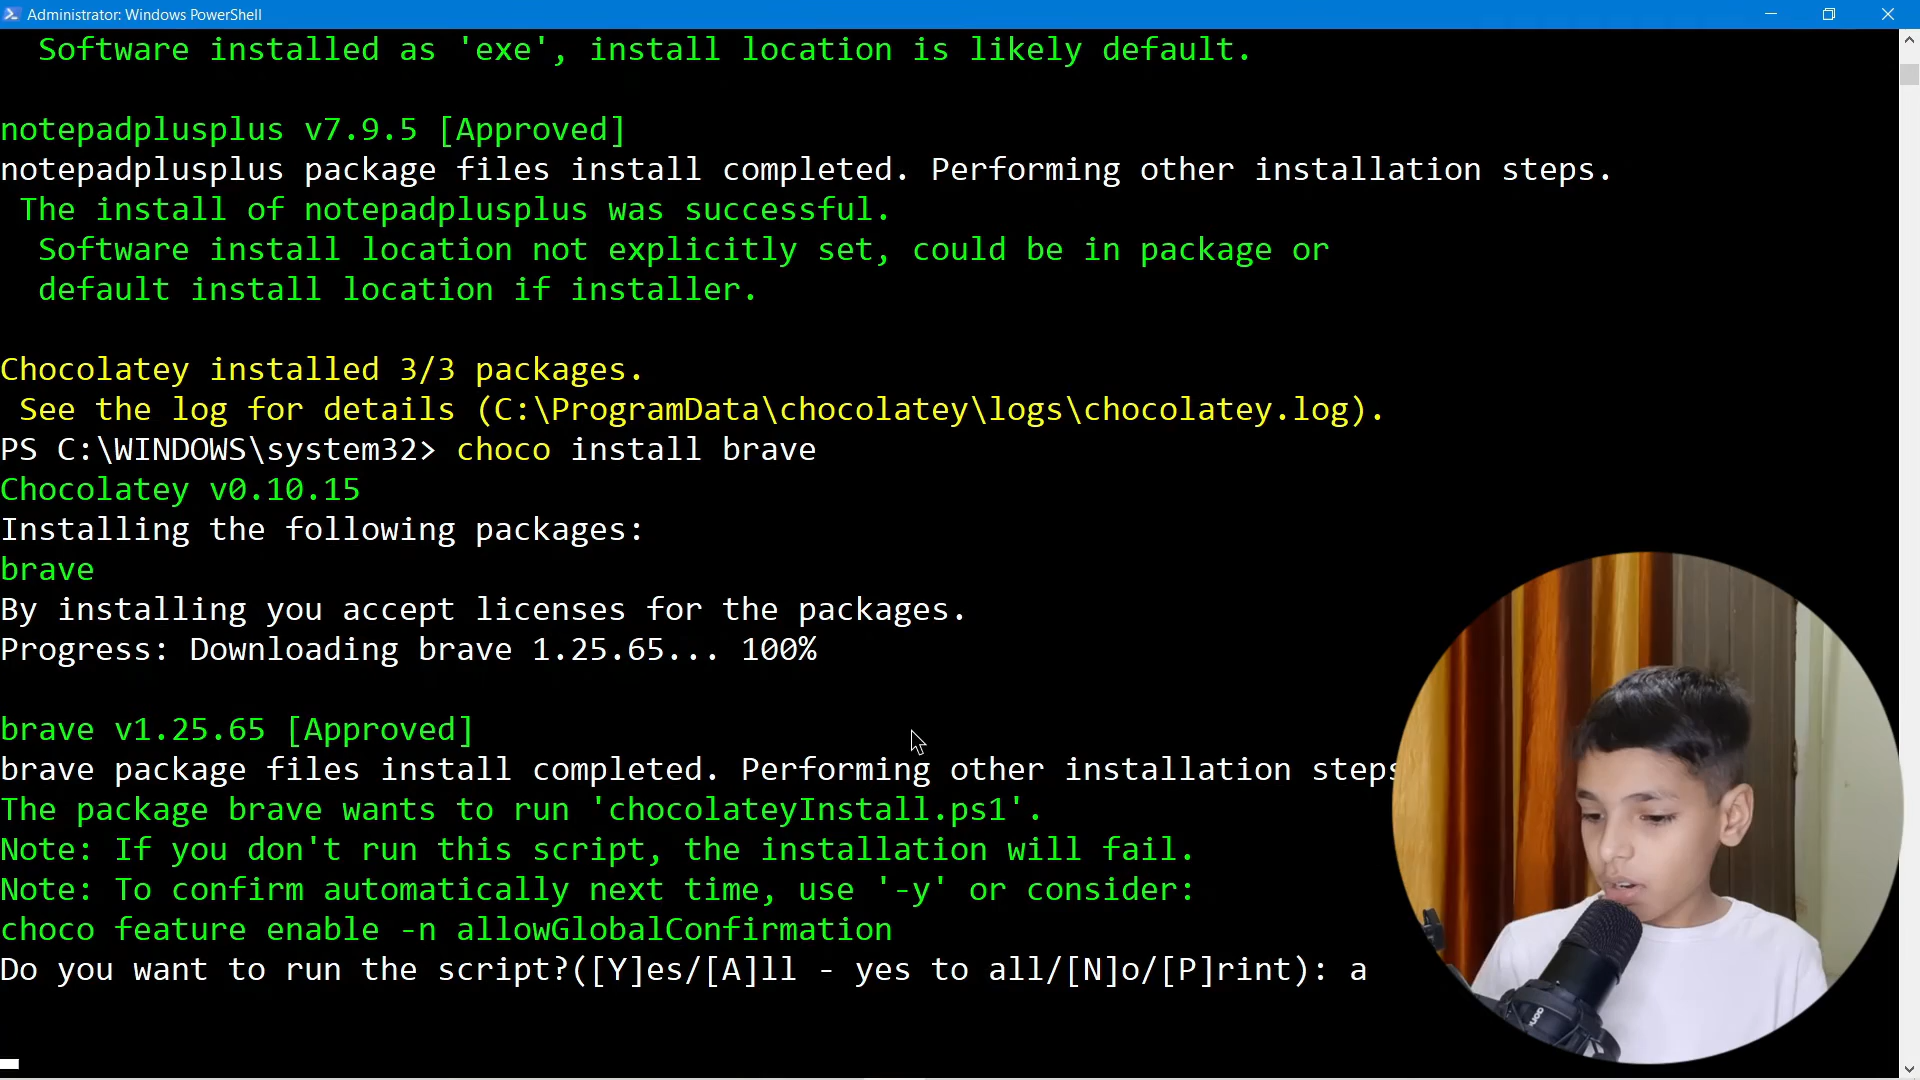 Administrator: Windows PowerShell
Software installed as 'exe', install location is likely default.
notepadplusplus v7.9.5 [Approved]
notepadplusplus package files install completed. Performing other installation steps.
The install of notepadplusplus was successful.
Software install location not explicitly set, could be in package or
default install location if installer.
Chocolatey installed 3/3 packages.
See the log for details (C:\ProgramData\chocolatey\logs\chocolatey.log).
PS C:\WINDOWS\system32> choco install brave
Chocolatey v0.10.15
Installing the following packages:
brave
By installing you accept licenses for the packages.
Progress: Downloading brave 1.25.65... 100%
brave v1.25.65 [Approved]
brave package files install completed. Performing other installation steps
The package brave wants to run 'chocolateyInstall.ps1'.
Note: If you don't run this script, the installation will fail.
Note: To confirm automatically next time, use '-y' or consider:
choco feature enable -n allowGlobalConfirmation
Do you want to run the script?([Y]es/[A]ll - yes to all/[N]o/[P]rint): a